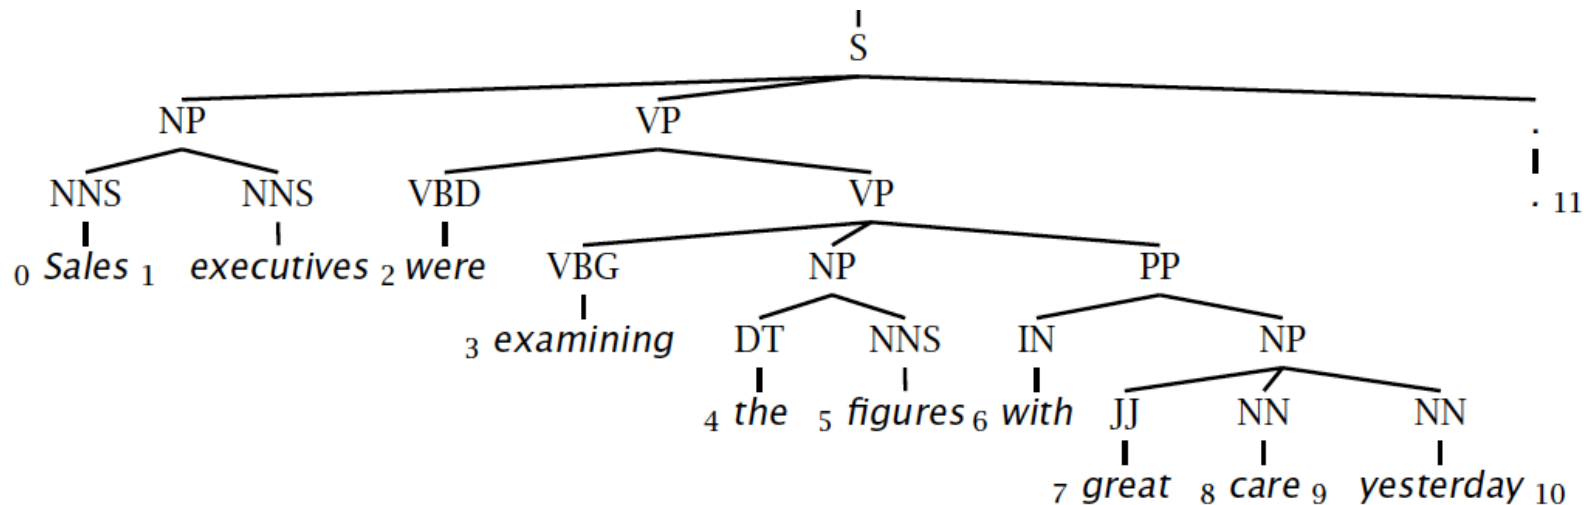 S
NP VP .
NNS NNS VBD VP . 11
0 Sales 1 executives 2 were VBG NP PP
3 examining DT NNS IN NP
4 the 5 figures 6 with JJ NN NN
7 great 8 care 9 yesterday 10